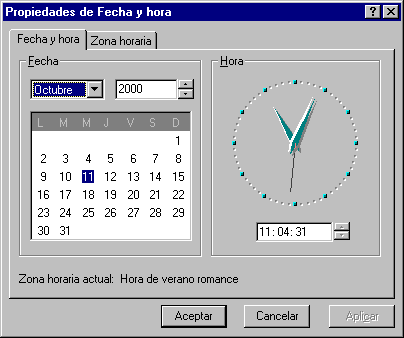 Propiedades de Fecha y hora
Fecha y hora Zona horaria
Fecha Hora
Octubre 2000
L M M J V S D
1
2 3 4 5 6 7 8
9 10 11 12 13 14 15
16 17 18 19 20 21 22
23 24 25 26 27 28 29
30 31
11:04:31
Zona horaria actual: Hora de verano romance
Aceptar Cancelar Aplicar